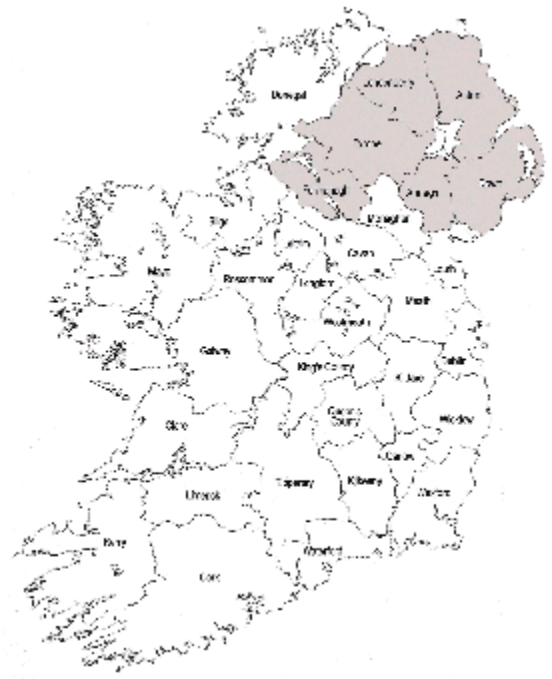 Donegal
Londonderry
Antrim
Tyrone
Fermanagh
Armagh
Down
Monaghan
Sligo
Leitrim
Cavan
Louth
Mayo
Roscommon
Longford
Meath
Westmeath
Galway
King's County
Kildare
Dublin
Queen's
County
Wicklow
Clare
Carlow
Limerick
Tipperary
Kilkenny
Wexford
Kerry
Waterford
Cork